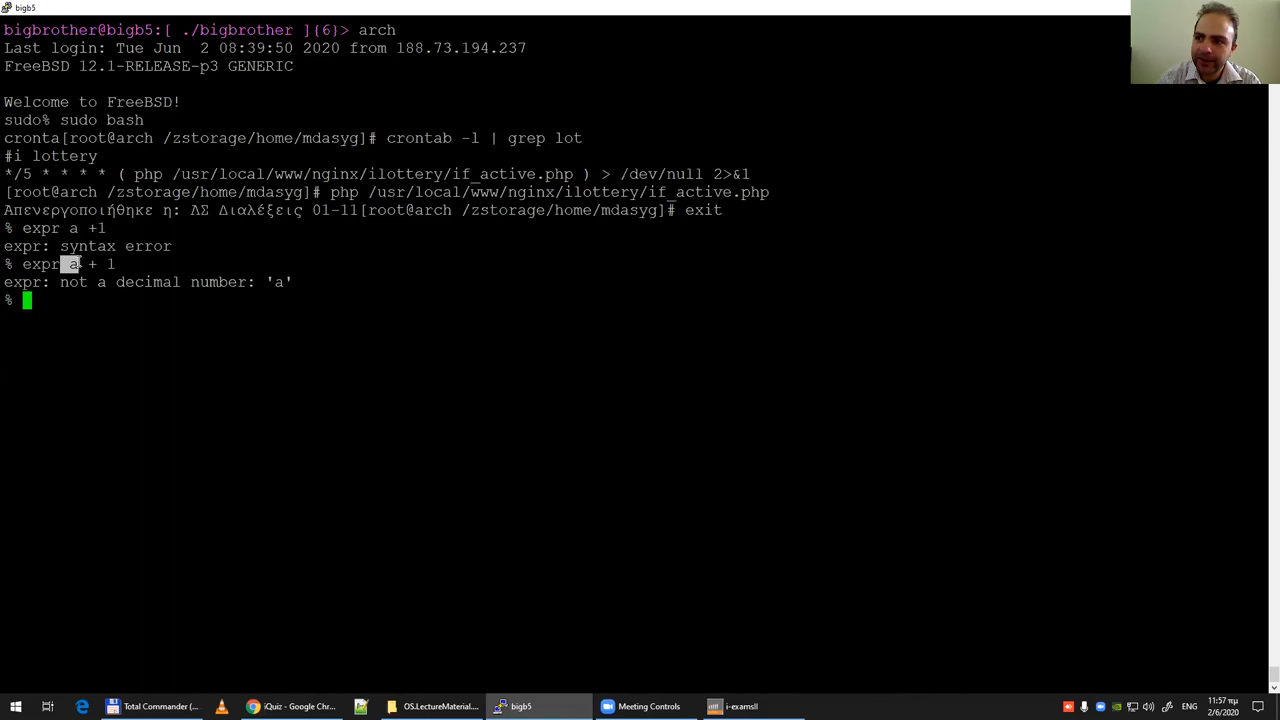 bigb5
bigbrother@bigb5:[ ./bigbrother ]{6}> arch
Last login: Tue Jun  2 08:39:50 2020 from 188.73.194.237
FreeBSD 12.1-RELEASE-p3 GENERIC
Welcome to FreeBSD!
sudo% sudo bash
cronta[root@arch /zstorage/home/mdasyg]# crontab -l | grep lot
#i lottery
*/5 * * * * ( php /usr/local/www/nginx/ilottery/if_active.php ) > /dev/null 2>&1
[root@arch /zstorage/home/mdasyg]# php /usr/local/www/nginx/ilottery/if_active.php
Απενεργοποιήθηκε η: ΛΣ Διαλέξεις 01-11[root@arch /zstorage/home/mdasyg]# exit
% expr a +1
expr: syntax error
% expr a + 1
expr: not a decimal number: 'a'
%
Total Commander (... iQuiz - Google Chr... OS.LectureMaterial... bigb5 Meeting Controls i-examsII 11:57 πμ
2/6/2020